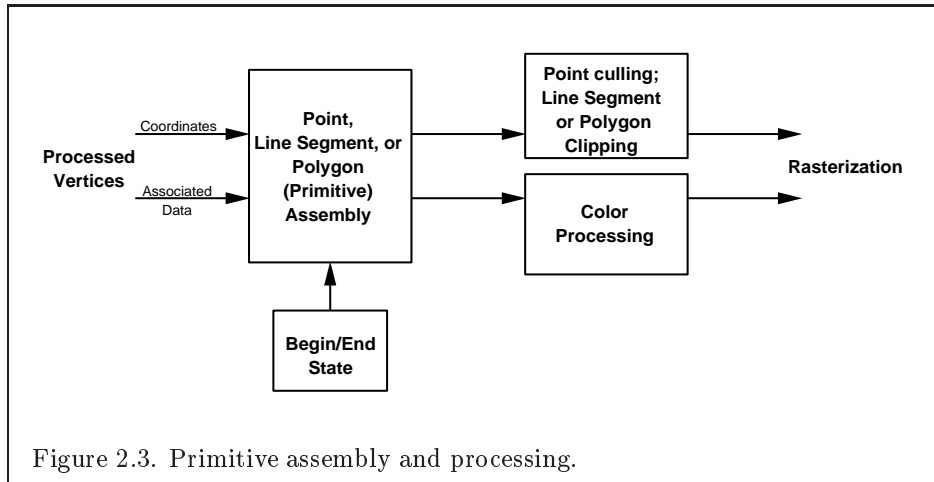 Coordinates
Processed
Vertices
Associated
Data
Point,
Line Segment, or
Polygon
(Primitive)
Assembly
Begin/End
State
Point culling;
Line Segment
or Polygon
Clipping
Color
Processing
Rasterization
Figure 2.3. Primitive assembly and processing.